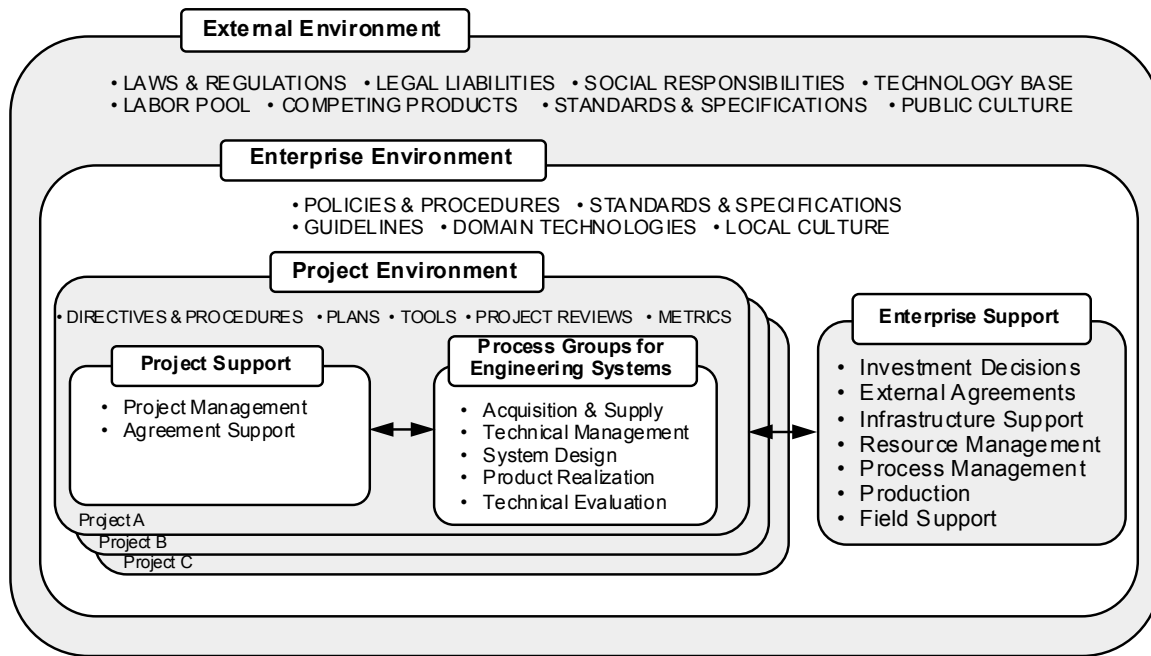 External Environment
• LAWS & REGULATIONS • LEGAL LIABILITIES • SOCIAL RESPONSIBILITIES • TECHNOLOGY BASE
• LABOR POOL • COMPETING PRODUCTS • STANDARDS & SPECIFICATIONS • PUBLIC CULTURE
Enterprise Environment
• POLICIES & PROCEDURES • STANDARDS & SPECIFICATIONS
• GUIDELINES • DOMAIN TECHNOLOGIES • LOCAL CULTURE
Project Environment
• DIRECTIVES & PROCEDURES • PLANS • TOOLS • PROJECT REVIEWS • METRICS
Project Support
• Project Management
• Agreement Support
Process Groups for
Engineering Systems
• Acquisition & Supply
• Technical Management
• System Design
• Product Realization
• Technical Evaluation
Project A
Project B
Project C
Enterprise Support
• Investment Decisions
• External Agreements
• Infrastructure Support
• Resource Management
• Process Management
• Production
• Field Support